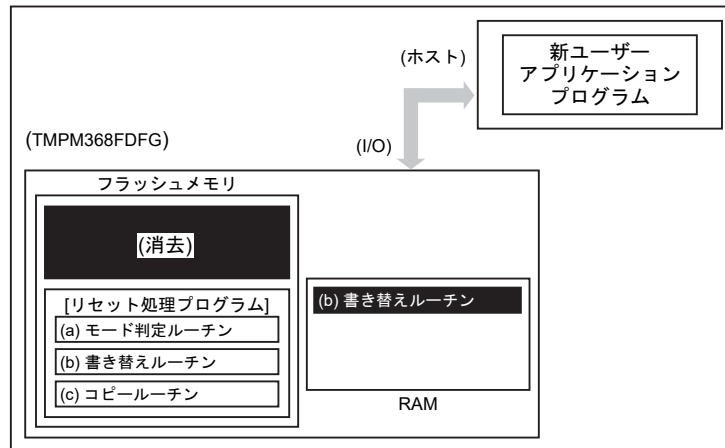 (ホスト)
新ユーザー
アプリケーション
プログラム
(TMPM368FDFG)
(I/O)
フラッシュメモリ
(消去)
[リセット処理プログラム]
(a) モード判定ルーチン
(b) 書き替えルーチン
(c) コピールーチン
(b) 書き替えルーチン
RAM